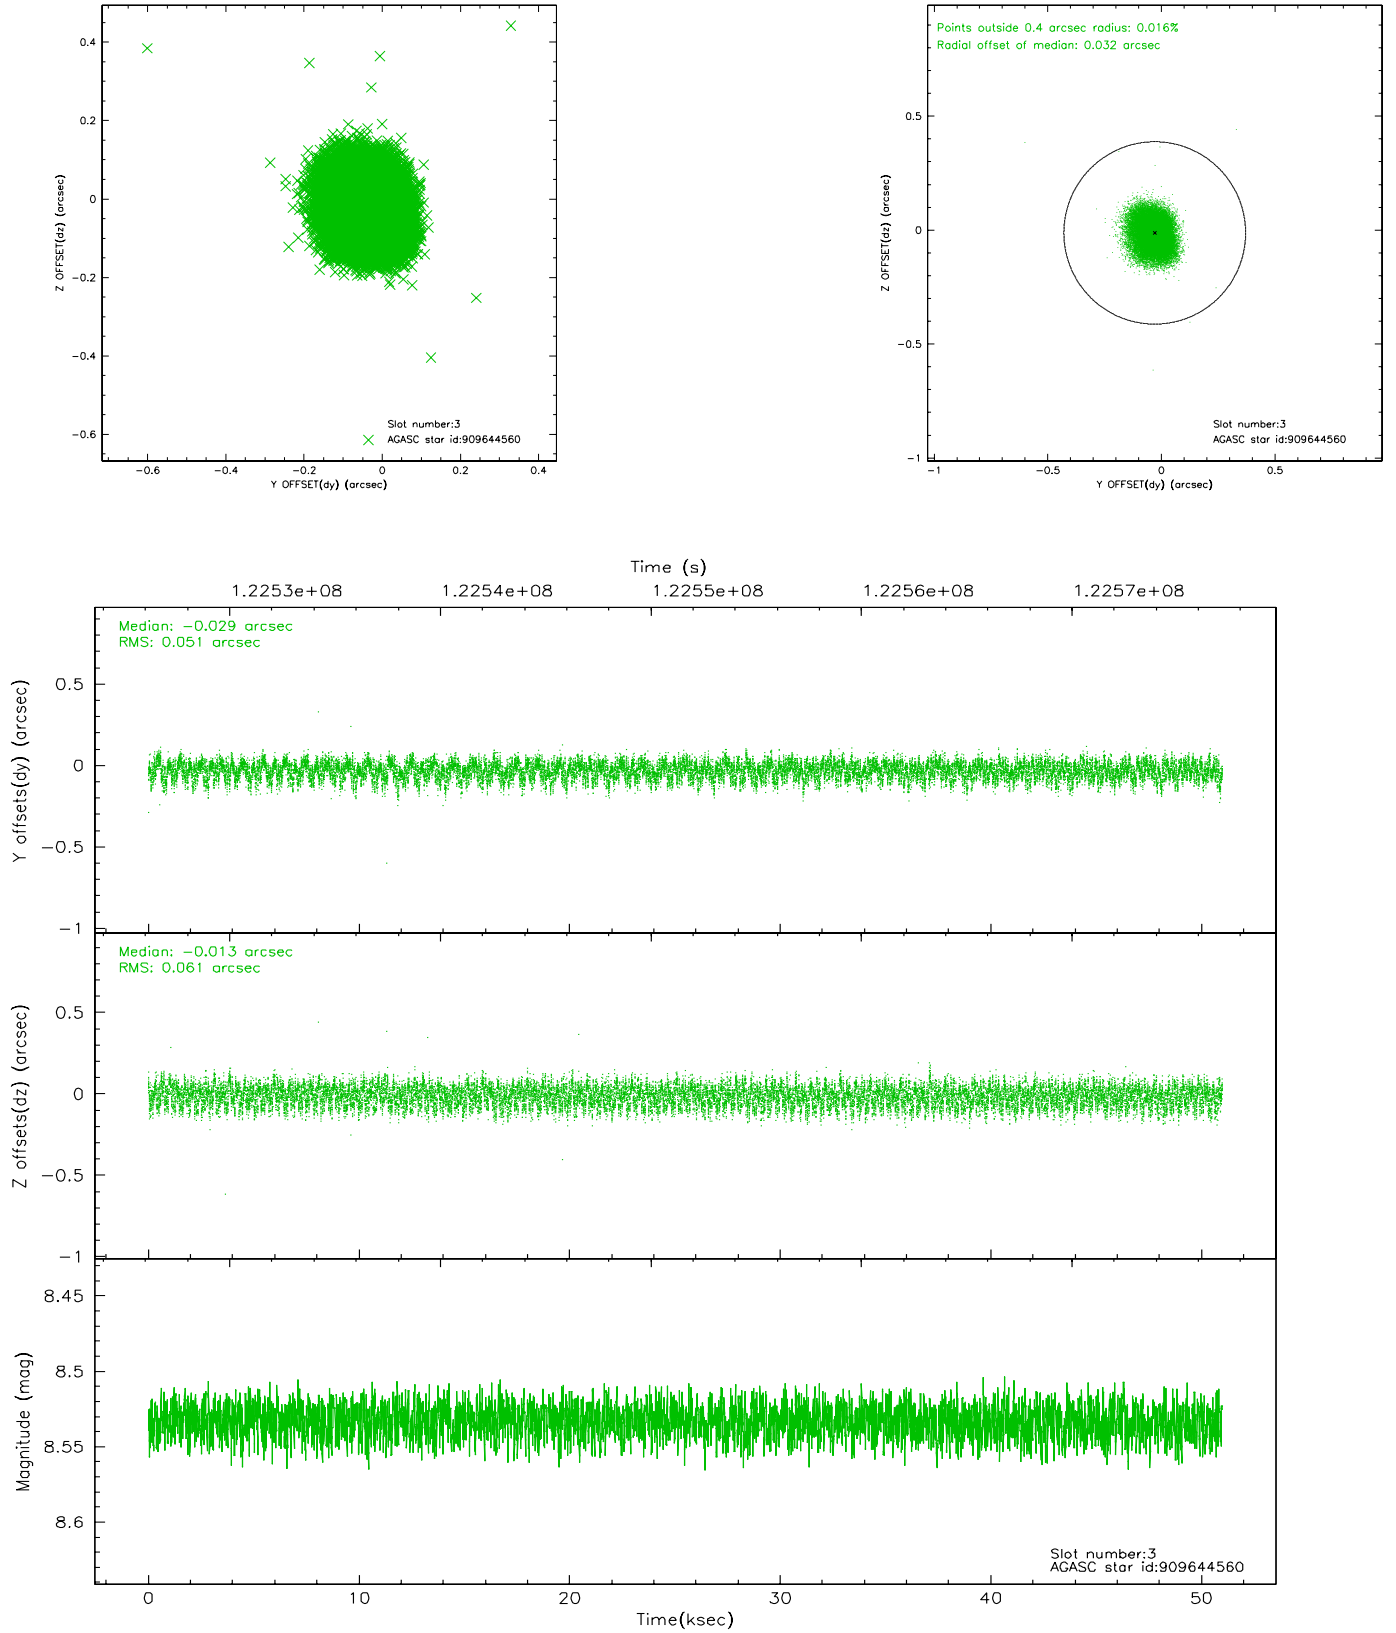 0.4
0.2
0
-0.2
-0.4
-0.6
Z OFFSET(dz) (arcsec)
Slot number:3
AGASC star id:909644560
-0.6 -0.4 -0.2 0 0.2 0.4
Y OFFSET(dy) (arcsec)
Points outside 0.4 arcsec radius: 0.016%
Radial offset of median: 0.032 arcsec
0.5
0
-0.5
-1
Z OFFSET(dz) (arcsec)
Slot number:3
AGASC star id:909644560
-1 -0.5 0 0.5
Y OFFSET(dy) (arcsec)
Time (s)
1.2253e+08 1.2254e+08 1.2255e+08 1.2256e+08 1.2257e+08
Median: -0.029 arcsec
RMS: 0.051 arcsec
0.5
0
-0.5
-1
Y offsets(dy) (arcsec)
Median: -0.013 arcsec
RMS: 0.061 arcsec
0.5
0
-0.5
-1
Z offsets(dz) (arcsec)
8.45
8.5
8.55
8.6
Magnitude (mag)
Slot number:3
AGASC star id:909644560
0 10 20 30 40 50
Time(ksec)